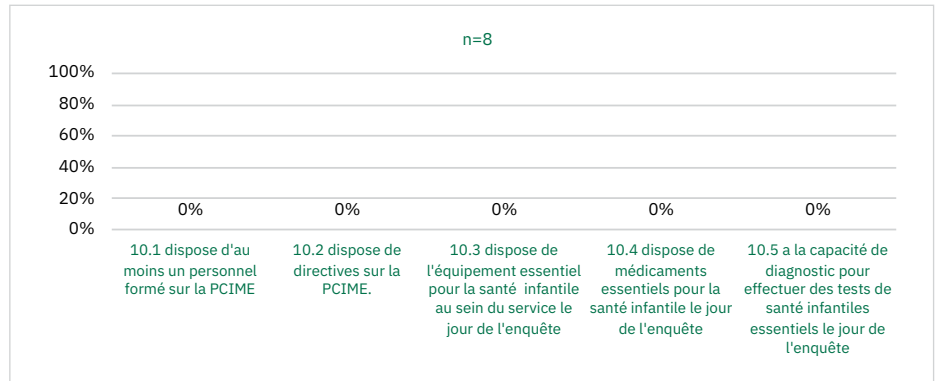 n=8
100%
80%
60%
40%
20%
0%
0%
0%
0%
0%
0%
10.1 dispose d'au
moins un personnel
formé sur la PCIME
10.2 dispose de
directives sur la
PCIME.
10.3 dispose de
l'équipement essentiel
pour la santé infantile
au sein du service le
jour de l'enquête
10.4 dispose de
médicaments
essentiels pour la
santé infantile le jour
de l'enquête
10.5 a la capacité de
diagnostic pour
effectuer des tests de
santé infantiles
essentiels le jour de
l'enquête